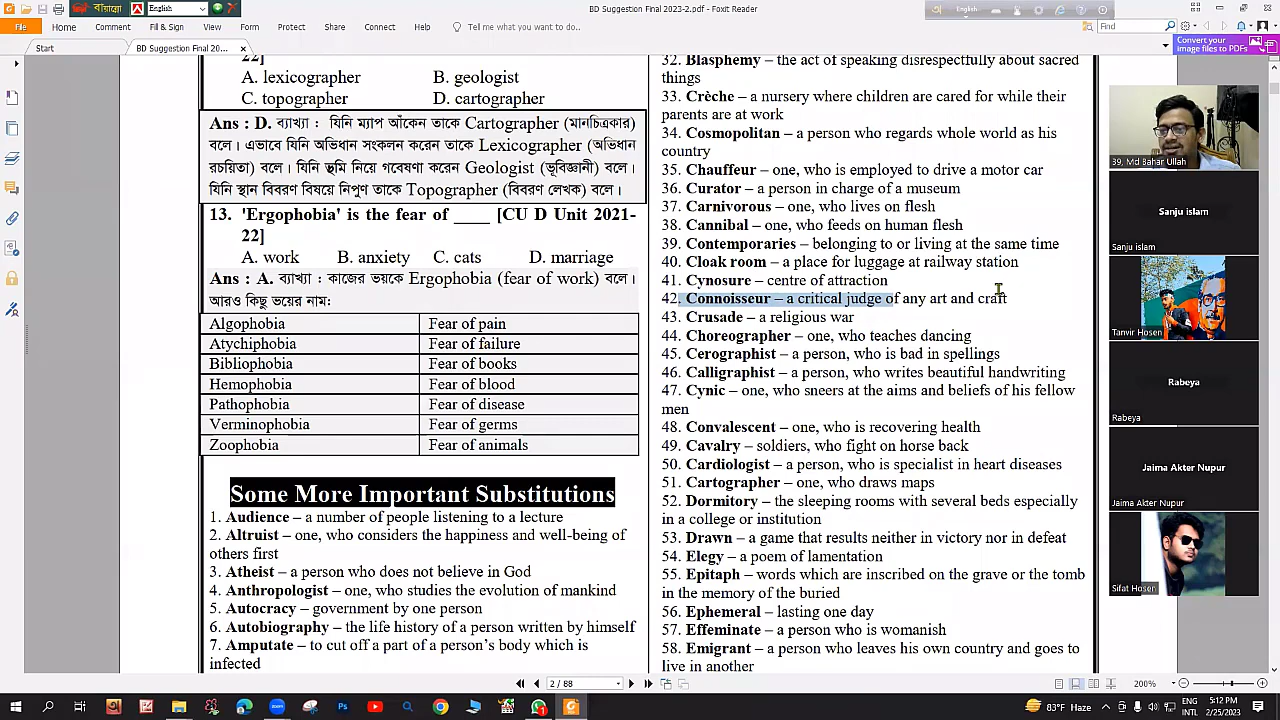 BD Suggestion Final 2023-2.pdf - Foxit Reader
English
English
File
Home
Comment
Fill & Sign
View
Form
Protect
Share
Connect
Help
Tell me what you want to do...
Find
Start
BD Suggestion Final 20...
Convert your
image files to PDFs
22]
A. lexicographer B. geologist
C. topographer D. cartographer
Ans : D. ব্যাখ্যা : যিনি ম্যাপ আঁকেন তাকে Cartographer (মানচিত্রকার)
বলে। এভাবে যিনি অভিধান সংকলন করেন তাকে Lexicographer (অভিধান
রচয়িতা) বলে। যিনি ভূমি নিয়ে গবেষণা করেন Geologist (ভূবিজ্ঞানী) বলে।
যিনি স্থান বিবরণ বিষয়ে নিপুণ তাকে Topographer (বিবরণ লেখক) বলে।
13. 'Ergophobia' is the fear of ____ [CU D Unit 2021-
22]
A. work B. anxiety C. cats D. marriage
Ans : A. ব্যাখ্যা : কাজের ভয়কে Ergophobia (fear of work) বলে।
আরও কিছু ভয়ের নাম:
Algophobia Fear of pain
Atychiphobia Fear of failure
Bibliophobia Fear of books
Hemophobia Fear of blood
Pathophobia Fear of disease
Verminophobia Fear of germs
Zoophobia Fear of animals
Some More Important Substitutions
1. Audience – a number of people listening to a lecture
2. Altruist – one, who considers the happiness and well-being of
others first
3. Atheist – a person who does not believe in God
4. Anthropologist – one, who studies the evolution of mankind
5. Autocracy – government by one person
6. Autobiography – the life history of a person written by himself
7. Amputate – to cut off a part of a person's body which is
infected
32. Blasphemy – the act of speaking disrespectfully about sacred
things
33. Crèche – a nursery where children are cared for while their
parents are at work
34. Cosmopolitan – a person who regards whole world as his
country
35. Chauffeur – one, who is employed to drive a motor car
36. Curator – a person in charge of a museum
37. Carnivorous – one, who lives on flesh
38. Cannibal – one, who feeds on human flesh
39. Contemporaries – belonging to or living at the same time
40. Cloak room – a place for luggage at railway station
41. Cynosure – centre of attraction
42. Connoisseur – a critical judge of any art and craft
43. Crusade – a religious war
44. Choreographer – one, who teaches dancing
45. Cerographist – a person, who is bad in spellings
46. Calligraphist – a person, who writes beautiful handwriting
47. Cynic – one, who sneers at the aims and beliefs of his fellow
men
48. Convalescent – one, who is recovering health
49. Cavalry – soldiers, who fight on horse back
50. Cardiologist – a person, who is specialist in heart diseases
51. Cartographer – one, who draws maps
52. Dormitory – the sleeping rooms with several beds especially
in a college or institution
53. Drawn – a game that results neither in victory nor in defeat
54. Elegy – a poem of lamentation
55. Epitaph – words which are inscribed on the grave or the tomb
in the memory of the buried
56. Ephemeral – lasting one day
57. Effeminate – a person who is womanish
58. Emigrant – a person who leaves his own country and goes to
live in another
39, Md Bahar Ullah
Sanju islam
Sanju islam
Tanvir Hosen
Rabeya
Rabeya
Jaima Akter Nupur
Jaima Akter Nupur
Sifat Hosen
2 / 88
200%
83°F Haze
ENG
INTL
5:12 PM
2/25/2023